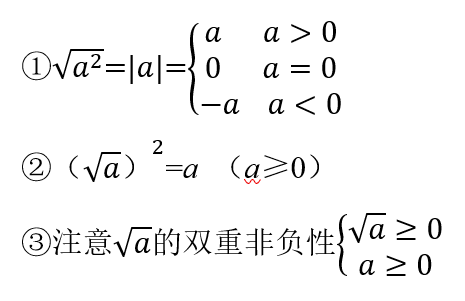 ①√a²=|a|={a a > 0
0 a = 0
−a a < 0
②（√a）²=a （a≥0）
③注意√a的双重非负性{√a ≥ 0
a ≥ 0